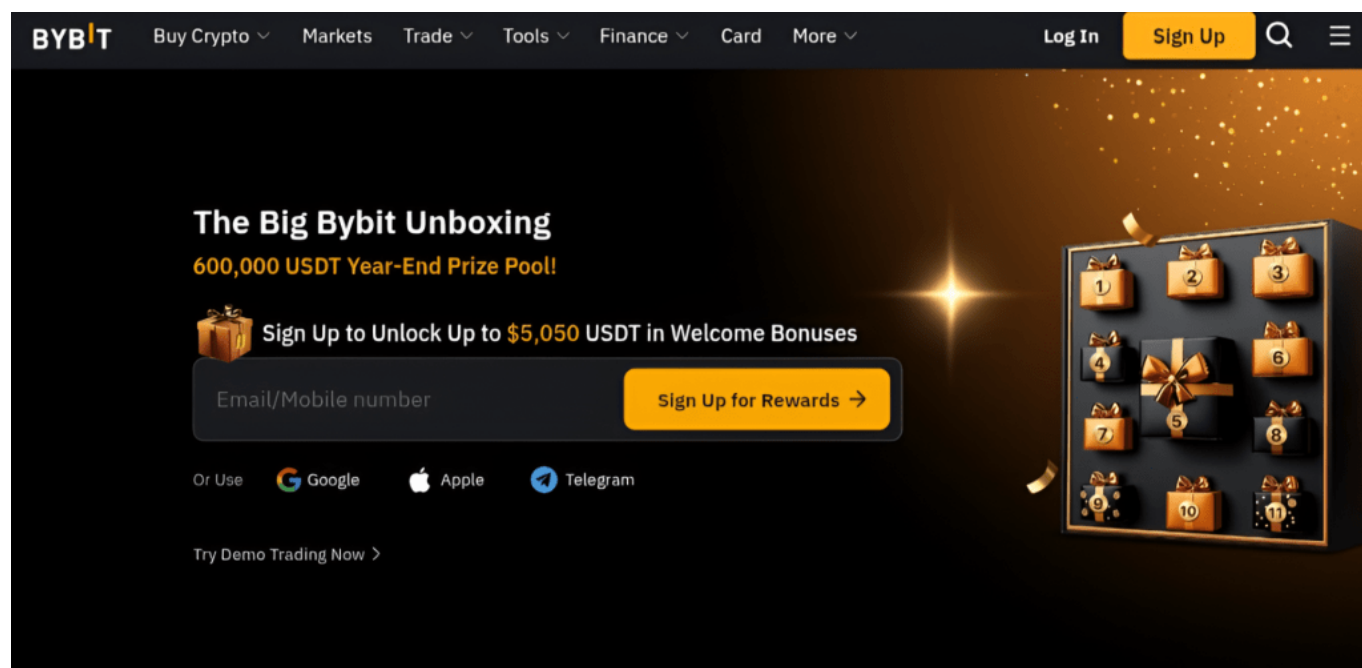 BYBIT Buy Crypto Markets Trade Tools Finance Card More Log In Sign Up
The Big Bybit Unboxing
600,000 USDT Year-End Prize Pool!
Sign Up to Unlock Up to $5,050 USDT in Welcome Bonuses
Email/Mobile number Sign Up for Rewards →
Or Use Google Apple Telegram
Try Demo Trading Now >
1 2 3
4 6
5
7 8
9 10 11